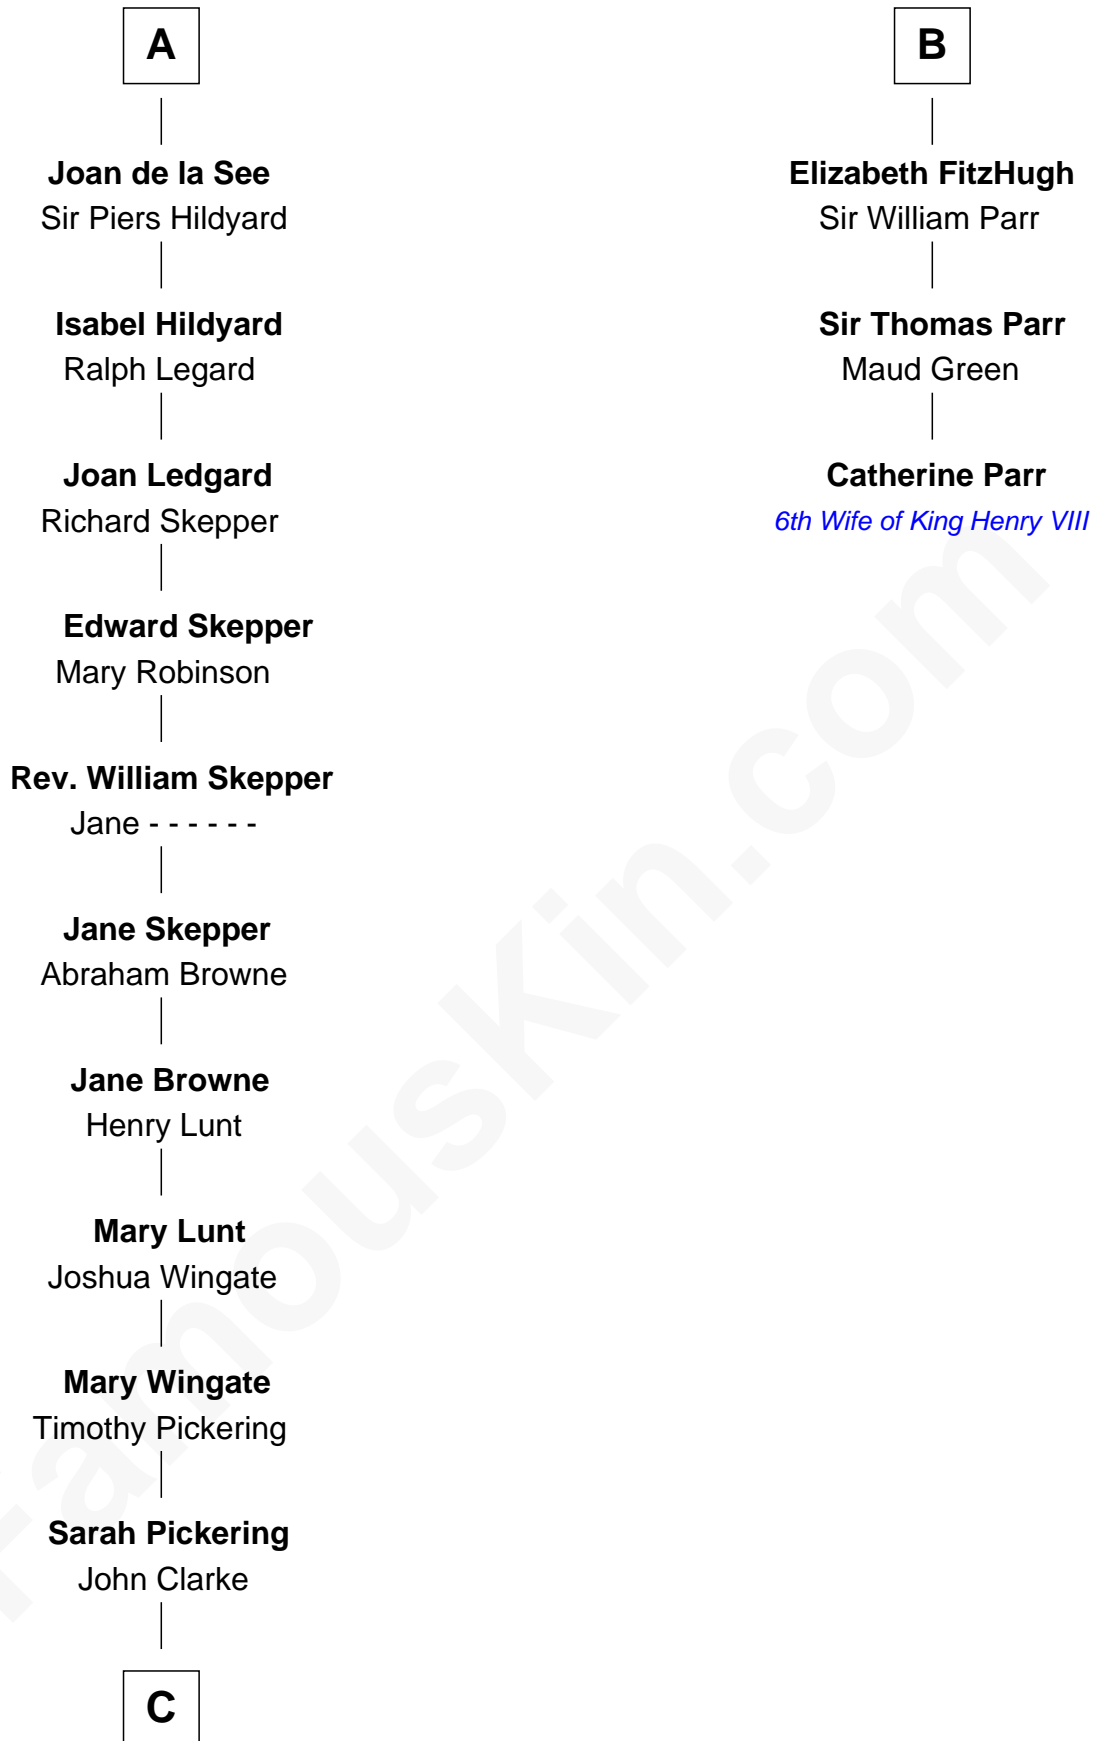 A
Joan de la See
Sir Piers Hildyard
Isabel Hildyard
Ralph Legard
Joan Ledgard
Richard Skepper
Edward Skepper
Mary Robinson
Rev. William Skepper
Jane - - - - - -
Jane Skepper
Abraham Browne
Jane Browne
Henry Lunt
Mary Lunt
Joshua Wingate
Mary Wingate
Timothy Pickering
Sarah Pickering
John Clarke
C
B
Elizabeth FitzHugh
Sir William Parr
Sir Thomas Parr
Maud Green
Catherine Parr
6th Wife of King Henry VIII
FamousKin.com